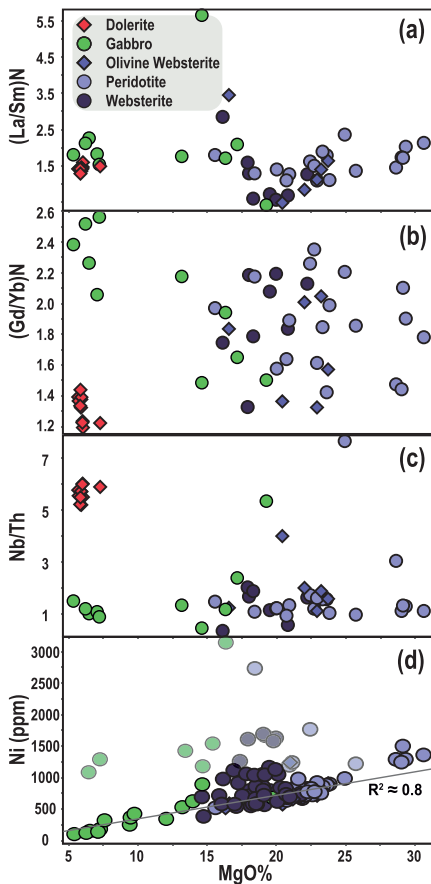 (La/Sm)N
5.5
4.5
3.5
2.5
1.5
Dolerite
Gabbro
Olivine Websterite
Peridotite
Websterite
(a)
(Gd/Yb)N
2.6
2.4
2.2
2.0
1.8
1.6
1.4
1.2
(b)
Nb/Th
7
5
3
1
(c)
Ni (ppm)
3000
2500
2000
1500
1000
500
0
(d)
R² ≈ 0.8
5 10 15 20 25 30
MgO%